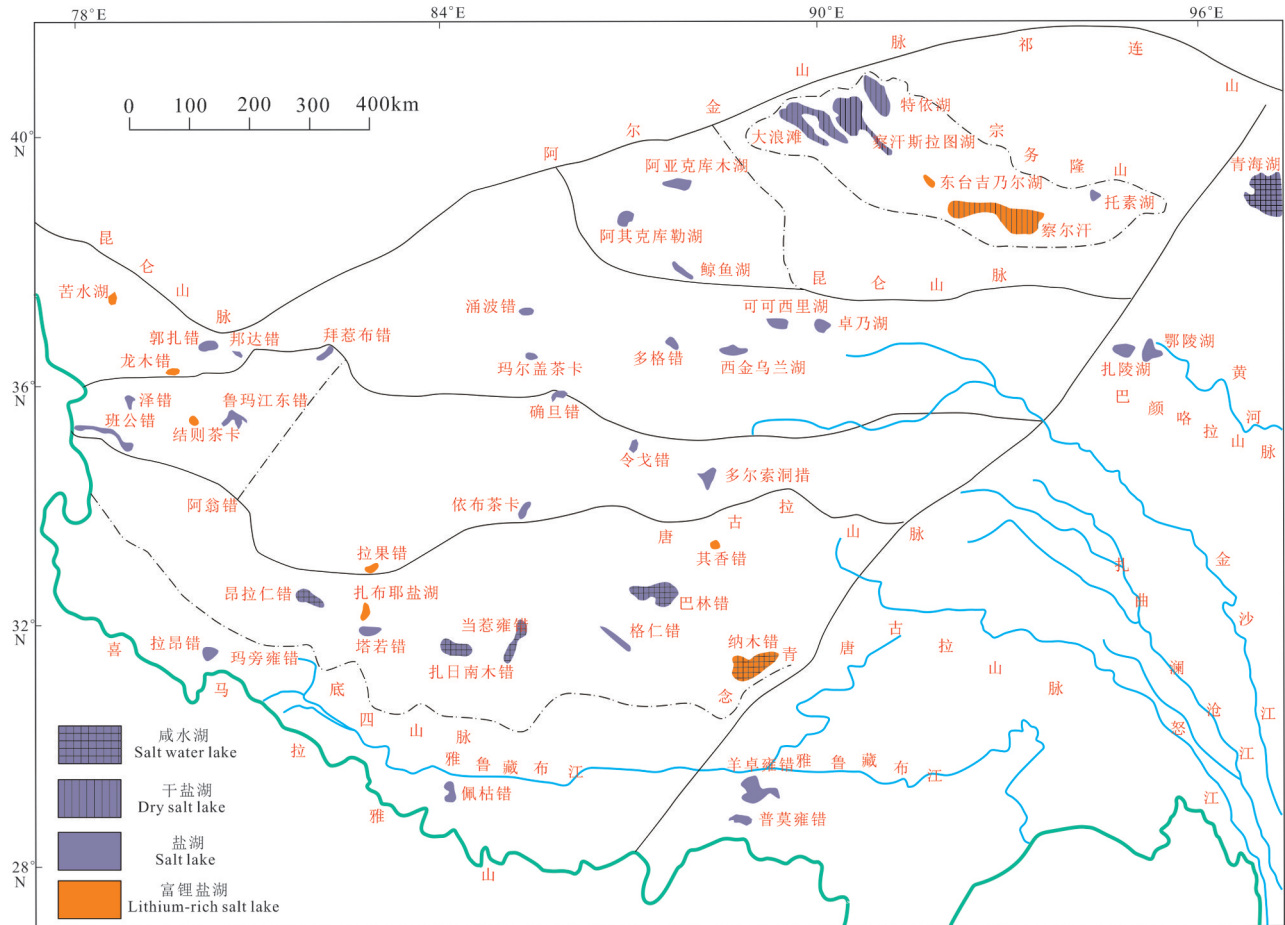 78°E
84°E
90°E
96°E
0 100 200 300 400km
40°
N
36°
N
32°
N
28°
N
阿尔金山脉
祁连山
特依湖
大浪滩
察汗斯拉图湖
宗务隆山
青海湖
阿亚克库木湖
东台吉乃尔湖
托素湖
阿其克库勒湖
察尔汗
鲸鱼湖
昆仑山脉
昆仑山脉
苦水湖
涌波错
可可西里湖
卓乃湖
郭扎错
邦达错
拜惹布错
龙木错
玛尔盖茶卡
多格错
西金乌兰湖
扎陵湖
鄂陵湖
黄河
巴颜咯拉山脉
泽错
鲁玛江东错
班公错
结则茶卡
确旦错
令戈错
多尔索洞措
阿翁错
依布茶卡
唐古拉山脉
拉果错
其香错
昂拉仁错
扎布耶盐湖
巴林错
当惹雍错
格仁错
塔若错
扎日南木错
纳木错
拉昂错
玛旁雍错
青
念
唐古拉山脉
扎曲
金沙江
澜沧江
怒江
喜马拉雅山
底四山脉
雅鲁藏布江
羊卓雍错
雅鲁藏布江
佩枯错
普莫雍错
咸水湖
Salt water lake
干盐湖
Dry salt lake
盐湖
Salt lake
富锂盐湖
Lithium-rich salt lake